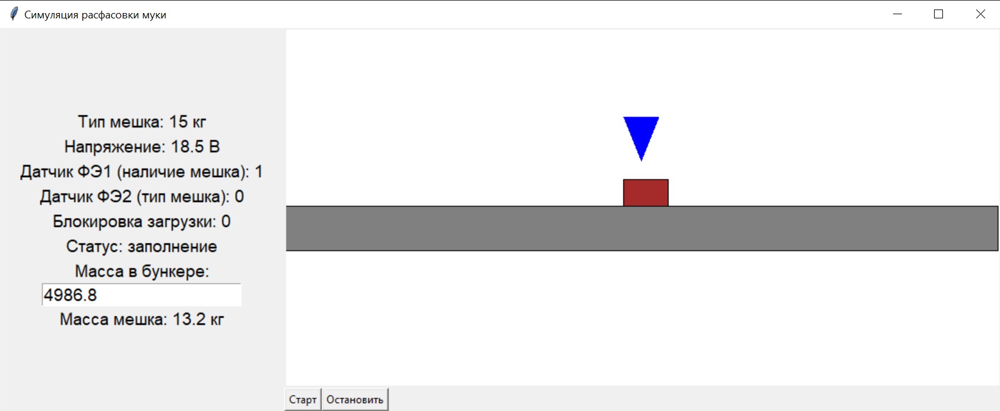 Симуляция расфасовки муки
Тип мешка: 15 кг
Напряжение: 18.5 В
Датчик ФЭ1 (наличие мешка): 1
Датчик ФЭ2 (тип мешка): 0
Блокировка загрузки: 0
Статус: заполнение
Масса в бункере:
4986.8
Масса мешка: 13.2 кг
Старт Остановить